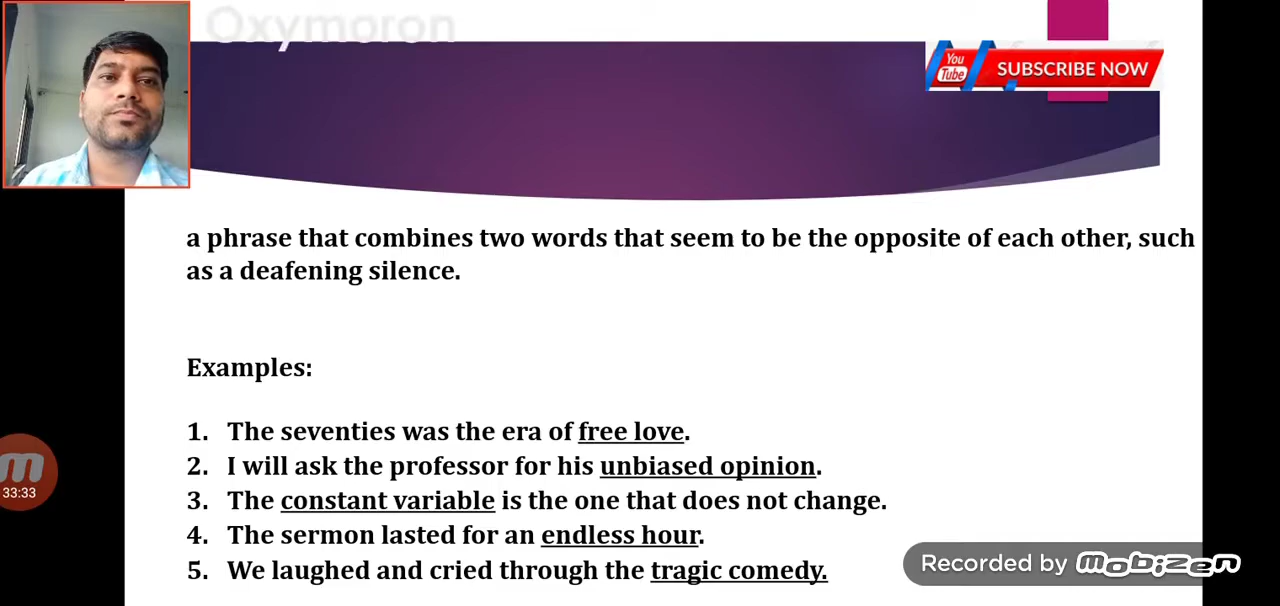 Oxymoron
You
Tube
SUBSCRIBE NOW
a phrase that combines two words that seem to be the opposite of each other, such
as a deafening silence.
Examples:
1. The seventies was the era of free love.
2. I will ask the professor for his unbiased opinion.
3. The constant variable is the one that does not change.
4. The sermon lasted for an endless hour.
5. We laughed and cried through the tragic comedy.
m
33:33
Recorded by mobizen